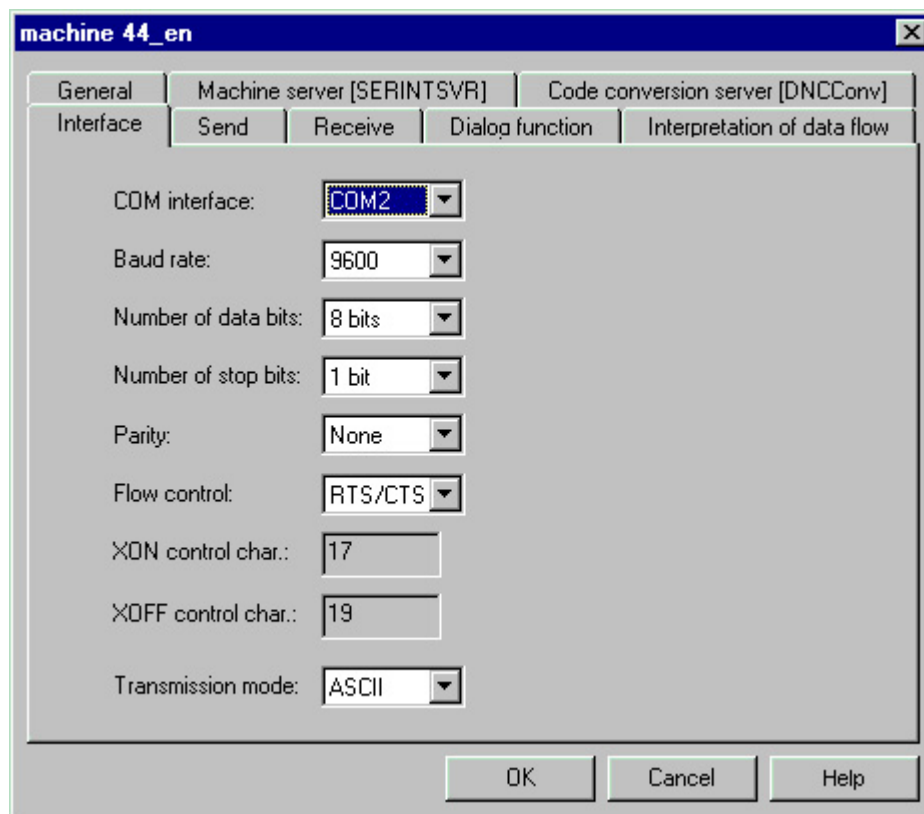 machine 44_en
General Machine server [SERINTSVR] Code conversion server [DNCConv]
Interface Send Receive Dialog function Interpretation of data flow
COM interface: COM2
Baud rate: 9600
Number of data bits: 8 bits
Number of stop bits: 1 bit
Parity: None
Flow control: RTS/CTS
XON control char.: 17
XOFF control char.: 19
Transmission mode: ASCII
OK Cancel Help